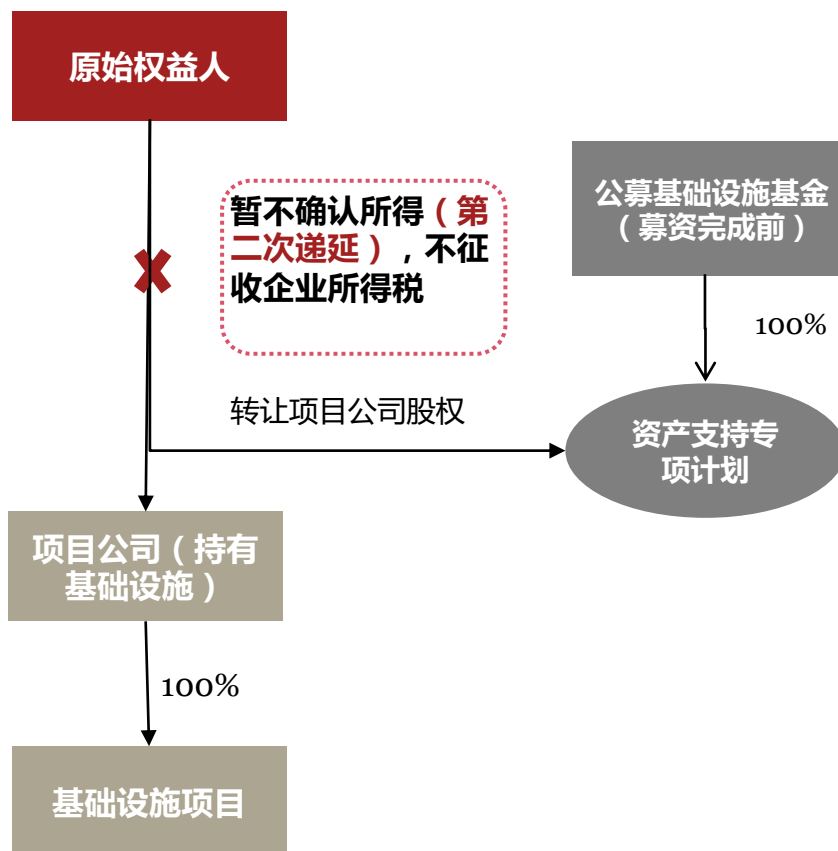 原始权益人
暂不确认所得（第
二次递延），不征
收企业所得税
公募基础设施基金
（募资完成前）
100%
转让项目公司股权
资产支持专
项计划
项目公司（持有
基础设施）
100%
基础设施项目